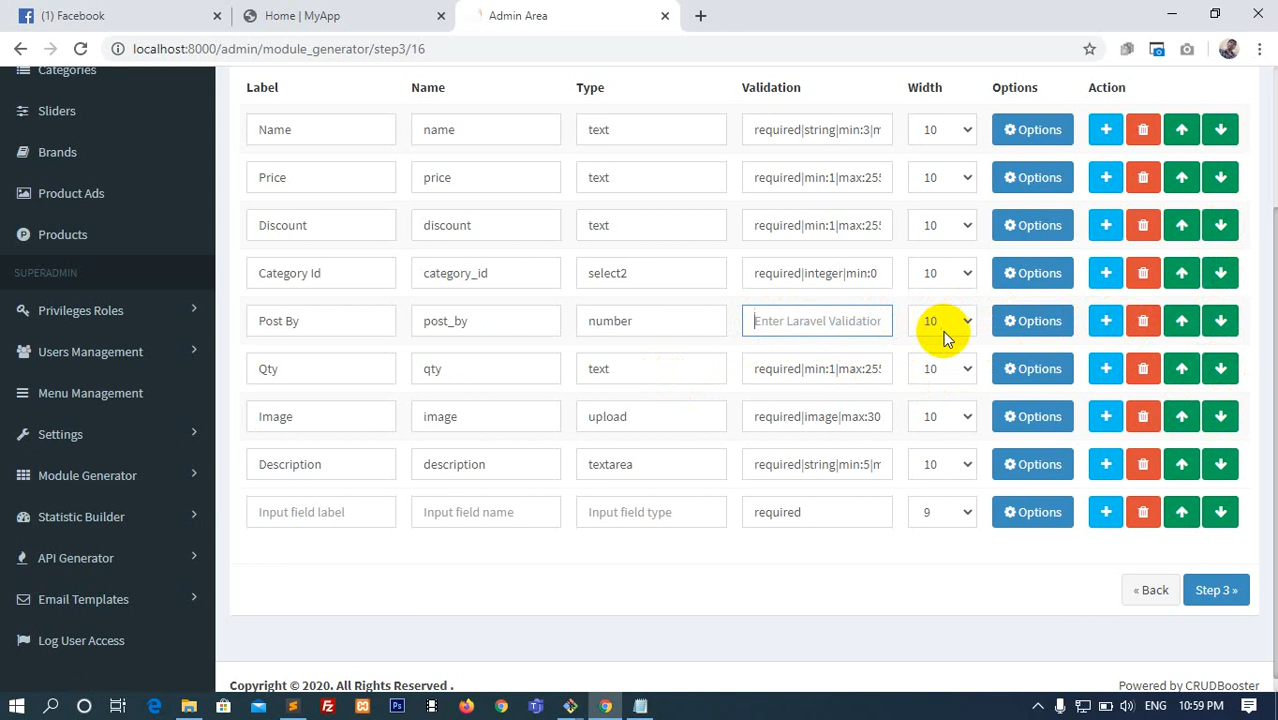 (1) Facebook
Home | MyApp
Admin Area
localhost:8000/admin/module_generator/step3/16
Categories
Sliders
Brands
Product Ads
Products
SUPERADMIN
Privileges Roles
Users Management
Menu Management
Settings
Module Generator
Statistic Builder
API Generator
Email Templates
Log User Access
Label Name Type Validation Width Options Action
Name name text required|string|min:3|m 10 Options
Price price text required|min:1|max:255 10 Options
Discount discount text required|min:1|max:255 10 Options
Category Id category_id select2 required|integer|min:0 10 Options
Post By post_by number Enter Laravel Validation 10 Options
Qty qty text required|min:1|max:255 10 Options
Image image upload required|image|max:30 10 Options
Description description textarea required|string|min:5|m 10 Options
Input field label Input field name Input field type required 9 Options
« Back Step 3 »
Copyright © 2020. All Rights Reserved . Powered by CRUDBooster
ENG 10:59 PM